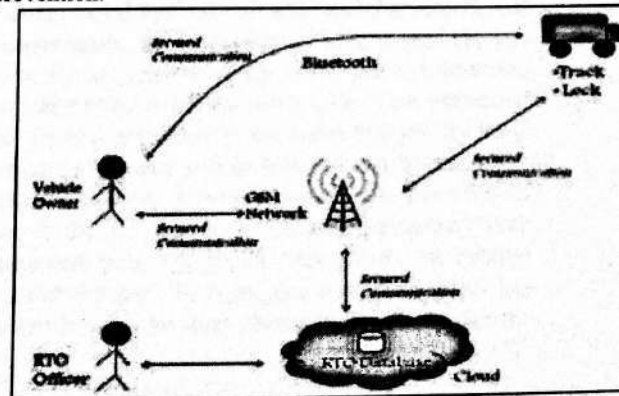 Secured
Communication
Bluetooth
•Track
•Lock
Secured
Communication
Vehicle
Owner
GSM
Network
Secured
Communication
Secured
Communication
RTO
Officer
RTO Database
Cloud